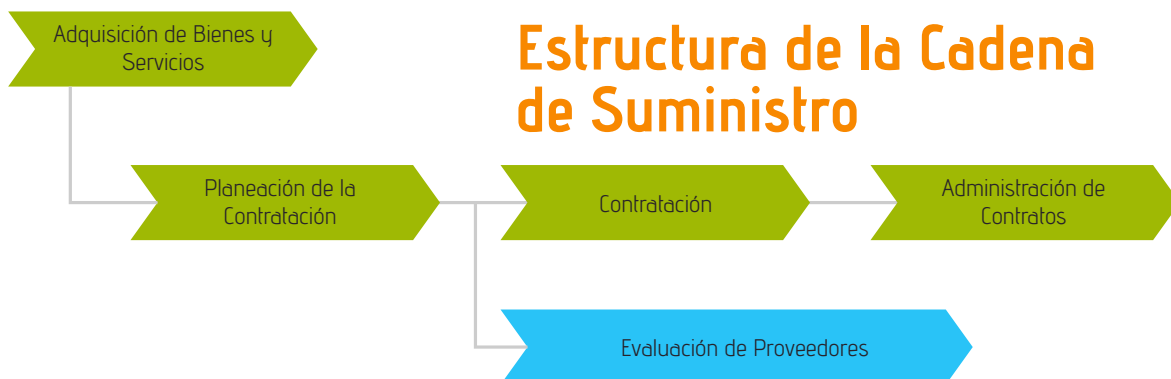 Adquisición de Bienes y
Servicios
Estructura de la Cadena
de Suministro
Planeación de la
Contratación
Contratación
Administración de
Contratos
Evaluación de Proveedores